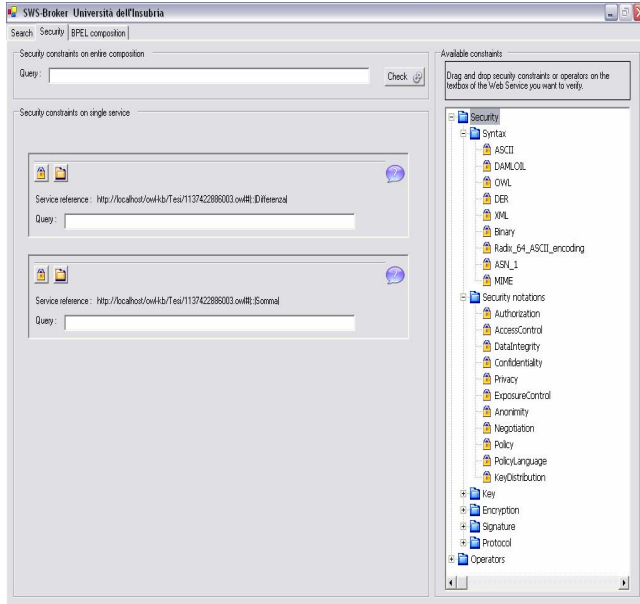 SWS-Broker Università dell'Insubria
Search Security BPEL composition
Security constraints on entire composition
Query :
Check
Security constraints on single service
Service reference : http://localhost/owl-kb/Tesi/1137422886003.owl#|:|Differenza|
Query :
Service reference : http://localhost/owl-kb/Tesi/1137422886003.owl#|:|Somma|
Query :
Available constraints
Drag and drop security constraints or operators on the
textbox of the Web Service you want to verify.
Security
Syntax
ASCII
DAMLOIL
OWL
DER
XML
Binary
Radix_64_ASCII_encoding
ASN_1
MIME
Security notations
Authorization
AccessControl
DataIntegrity
Confidentiality
Privacy
ExposureControl
Anonimity
Negotiation
Policy
PolicyLanguage
KeyDistribution
Key
Encryption
Signature
Protocol
Operators